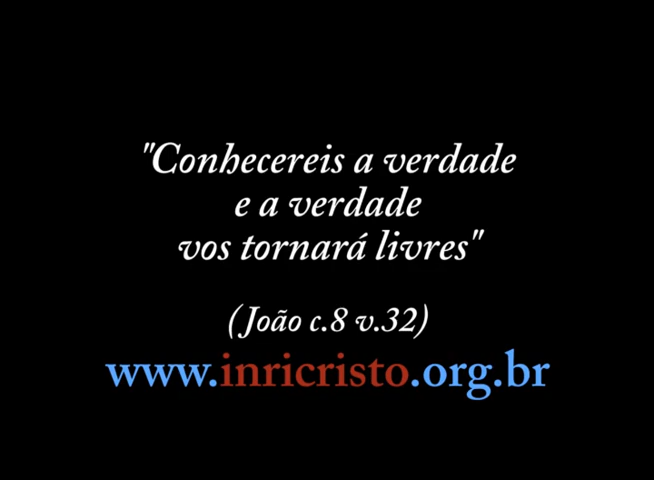 "Conhecereis a verdade
e a verdade
vos tornará livres"
(João c.8 v.32)
www.inricristo.org.br